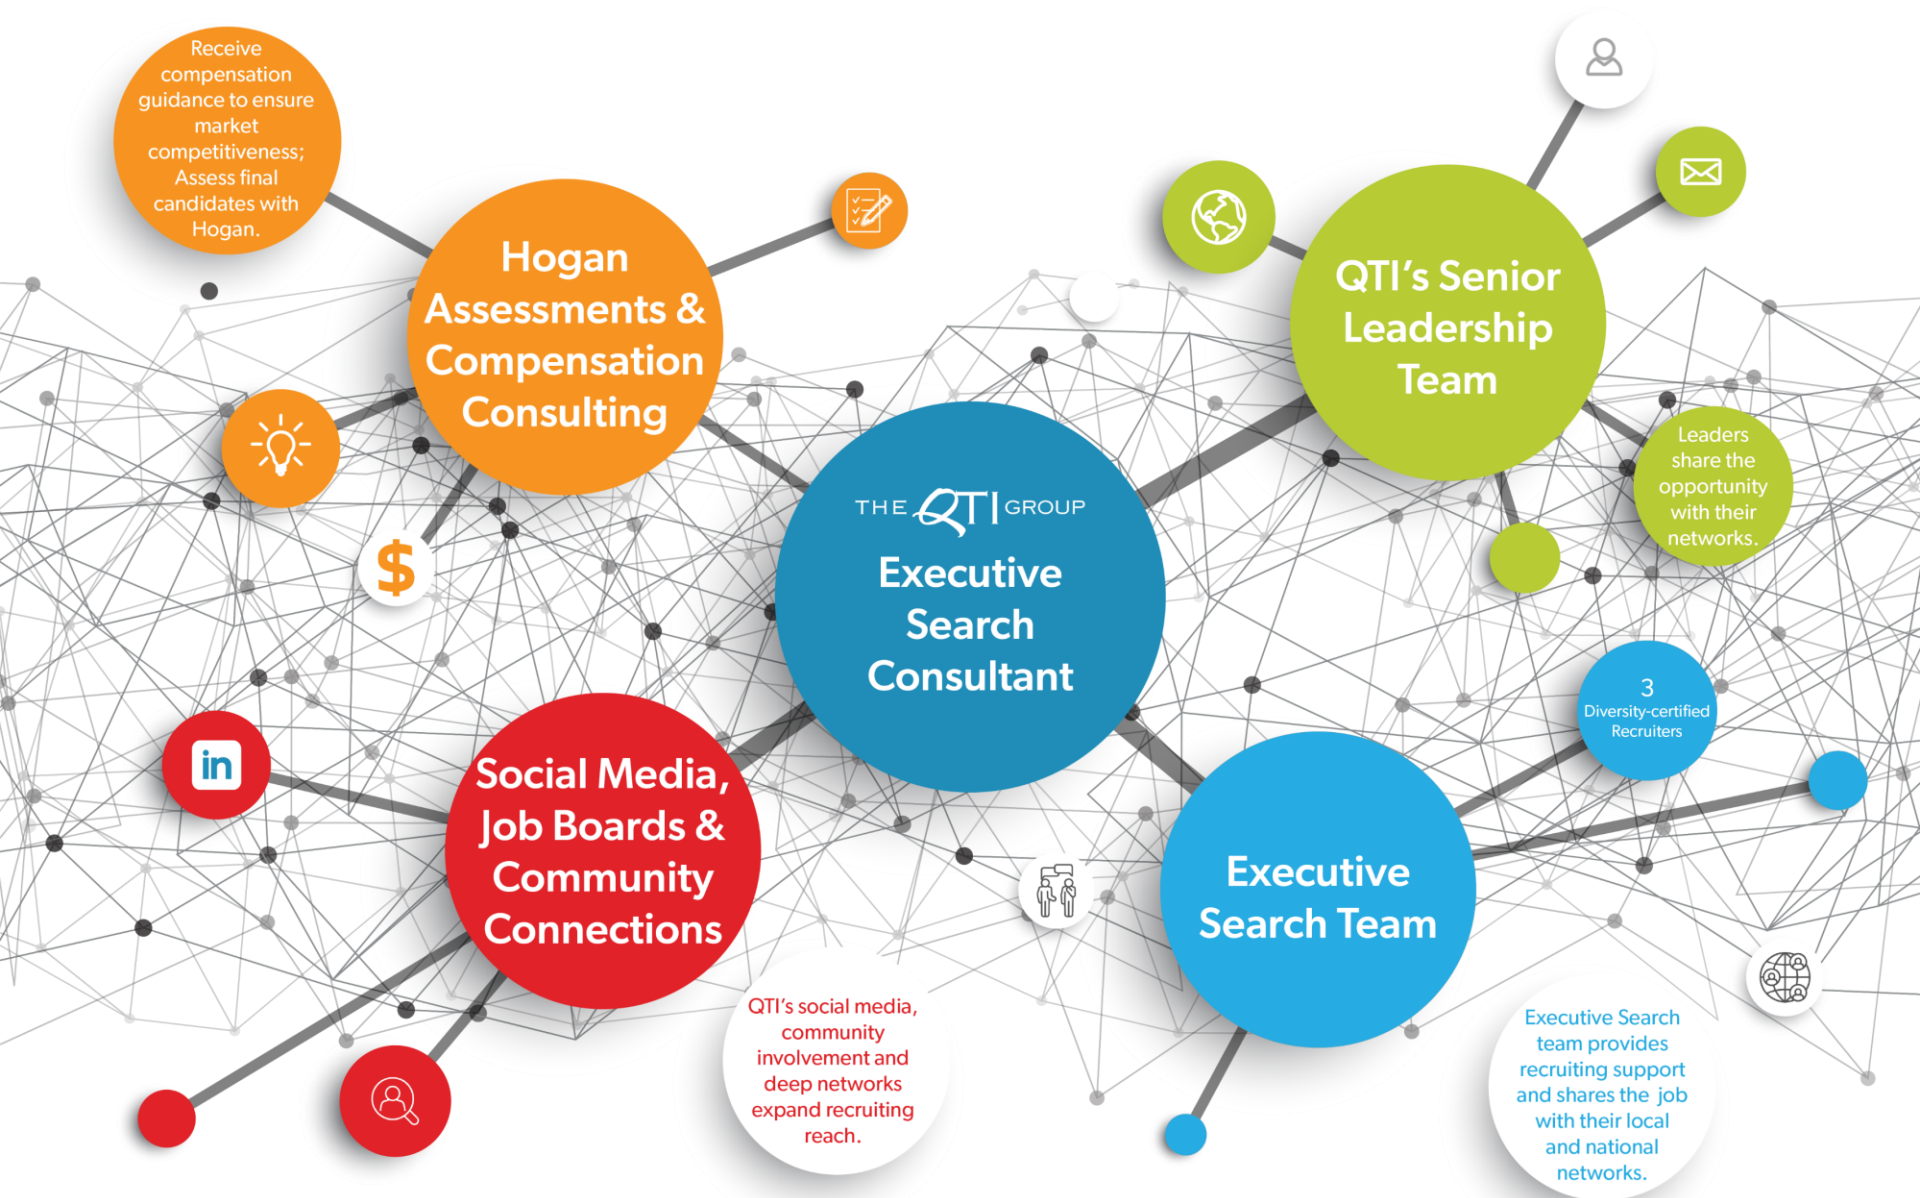 Receive
compensation
guidance to ensure
market
competitiveness;
Assess final
candidates with
Hogan.
Hogan
Assessments &
Compensation
Consulting
$
QTI's Senior
Leadership
Team
Leaders
share the
opportunity
with their
networks.
THE QTI GROUP
Executive
Search
Consultant
3
Diversity-certified
Recruiters
in
Social Media,
Job Boards &
Community
Connections
Executive
Search Team
QTI's social media,
community
involvement and
deep networks
expand recruiting
reach.
Executive Search
team provides
recruiting support
and shares the job
with their local
and national
networks.